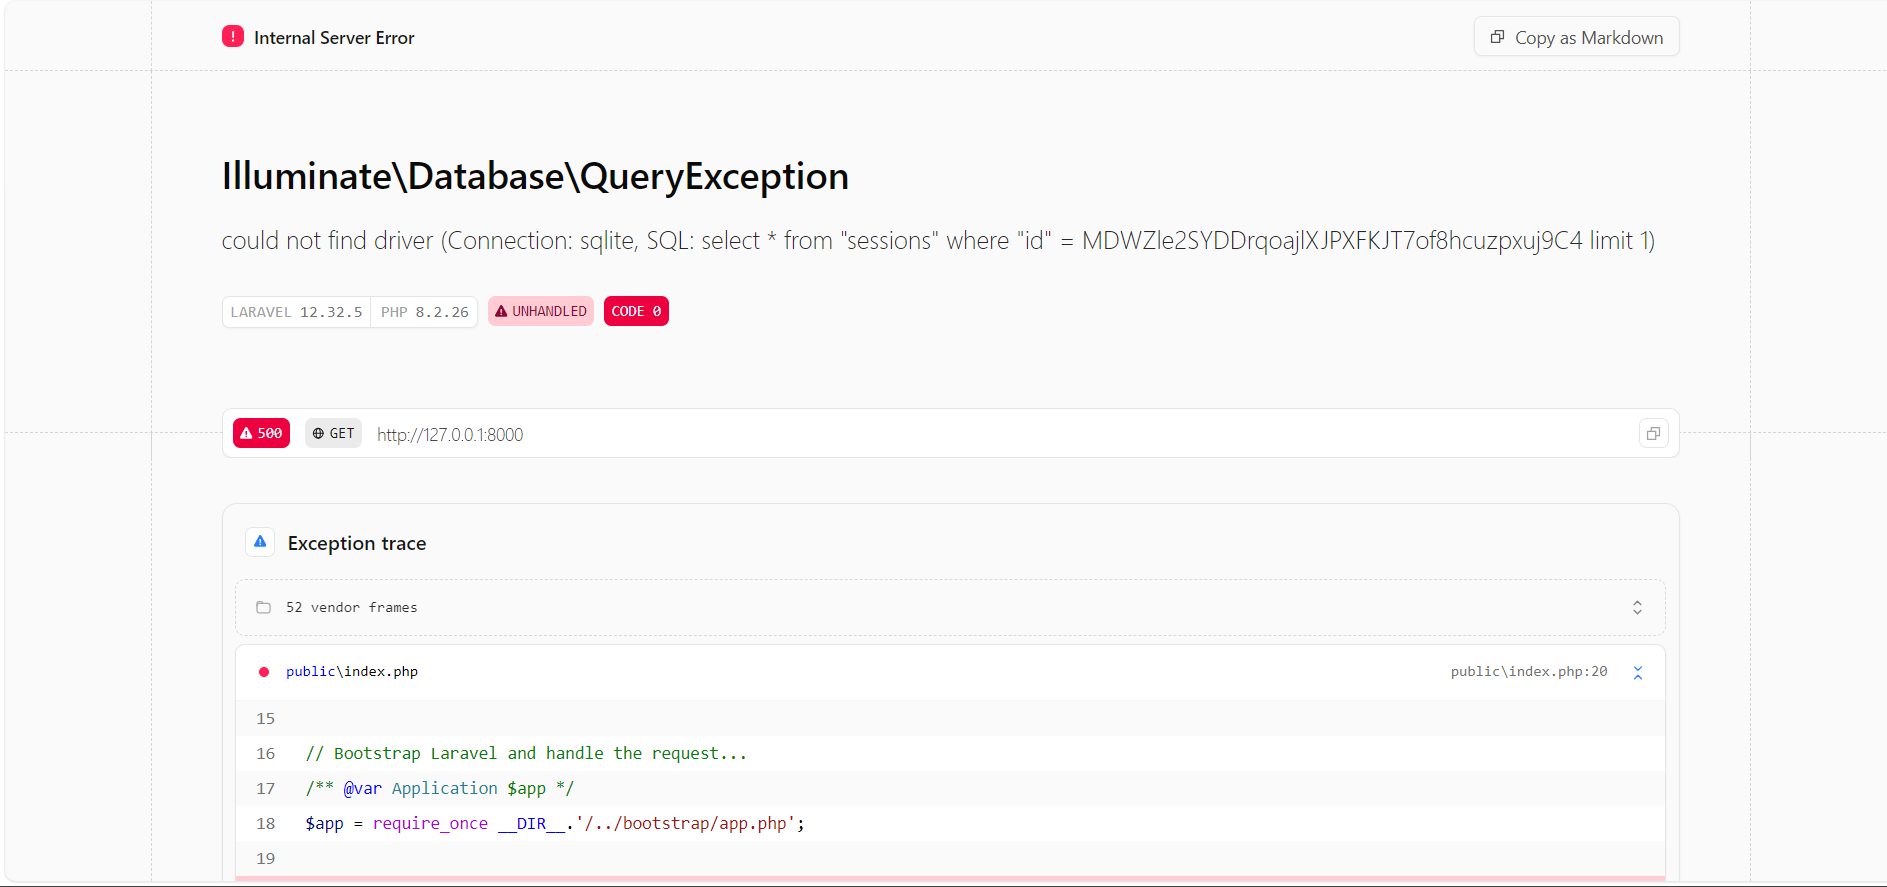 Internal Server Error
Copy as Markdown
Illuminate\Database\QueryException
could not find driver (Connection: sqlite, SQL: select * from "sessions" where "id" = MDWZle2SYDDrqoajlXJPXFKJT7of8hcuzpxuj9C4 limit 1)
LARAVEL 12.32.5 PHP 8.2.26 UNHANDLED CODE 0
500 GET http://127.0.0.1:8000
Exception trace
52 vendor frames
public\index.php public\index.php:20
15
16 // Bootstrap Laravel and handle the request...
17 /** @var Application $app */
18 $app = require_once __DIR__.'/../bootstrap/app.php';
19